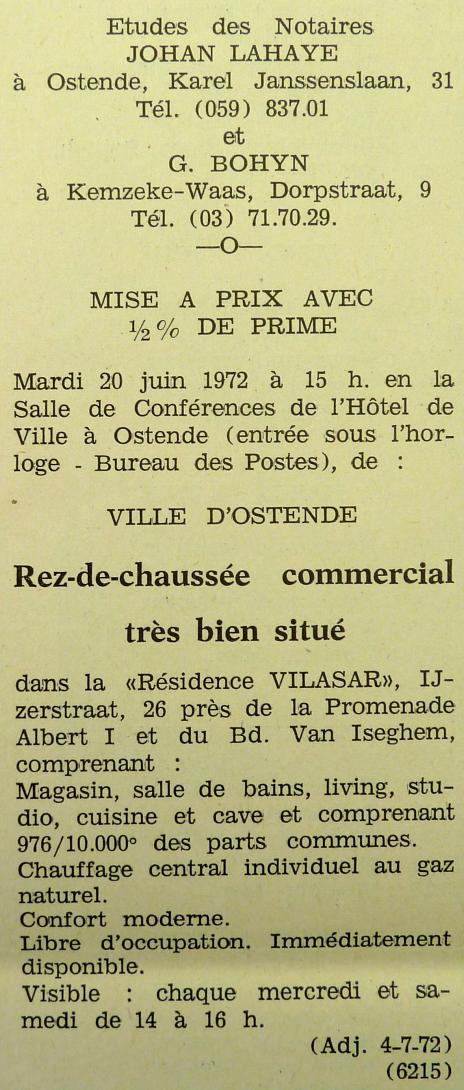 Etudes des Notaires
JOHAN LAHAYE
à Ostende, Karel Janssenslaan, 31
Tél. (059) 837.01
et
G. BOHYN
à Kemzeke-Waas, Dorpstraat, 9
Tél. (03) 71.70.29.
—O—
MISE A PRIX AVEC
½% DE PRIME
Mardi 20 juin 1972 à 15 h. en la
Salle de Conférences de l'Hôtel de
Ville à Ostende (entrée sous l'hor-
loge - Bureau des Postes), de :
VILLE D'OSTENDE
Rez-de-chaussée commercial
très bien situé
dans la «Résidence VILASAR», IJ-
zerstraat, 26 près de la Promenade
Albert I et du Bd. Van Iseghem,
comprenant :
Magasin, salle de bains, living, stu-
dio, cuisine et cave et comprenant
976/10.000° des parts communes.
Chauffage central individuel au gaz
naturel.
Confort moderne.
Libre d'occupation. Immédiatement
disponible.
Visible : chaque mercredi et sa-
medi de 14 à 16 h.
(Adj. 4-7-72)
(6215)